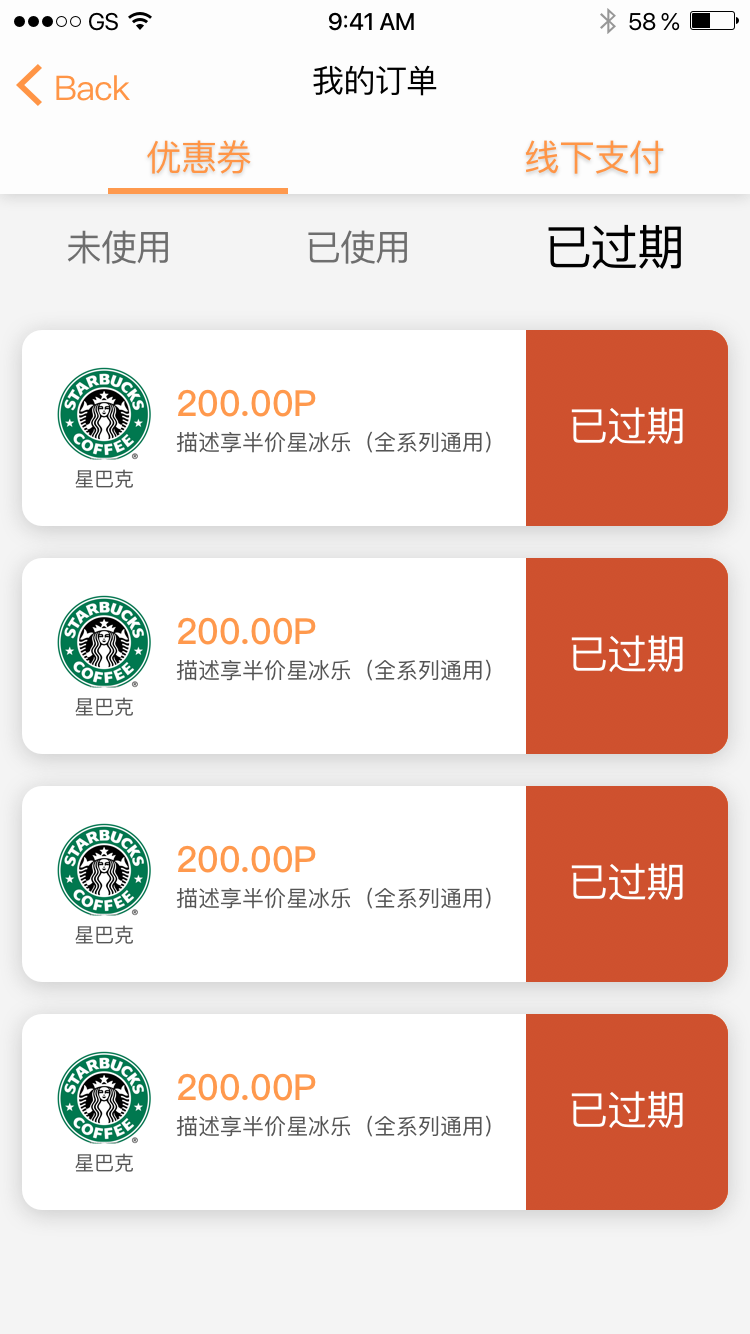 GS 9:41 AM 58 %
Back 我的订单
优惠券 线下支付
未使用 已使用 已过期
STARBUCKS
COFFEE
®
星巴克
200.00P
描述享半价星冰乐（全系列通用）
已过期
STARBUCKS
COFFEE
®
星巴克
200.00P
描述享半价星冰乐（全系列通用）
已过期
STARBUCKS
COFFEE
®
星巴克
200.00P
描述享半价星冰乐（全系列通用）
已过期
STARBUCKS
COFFEE
®
星巴克
200.00P
描述享半价星冰乐（全系列通用）
已过期